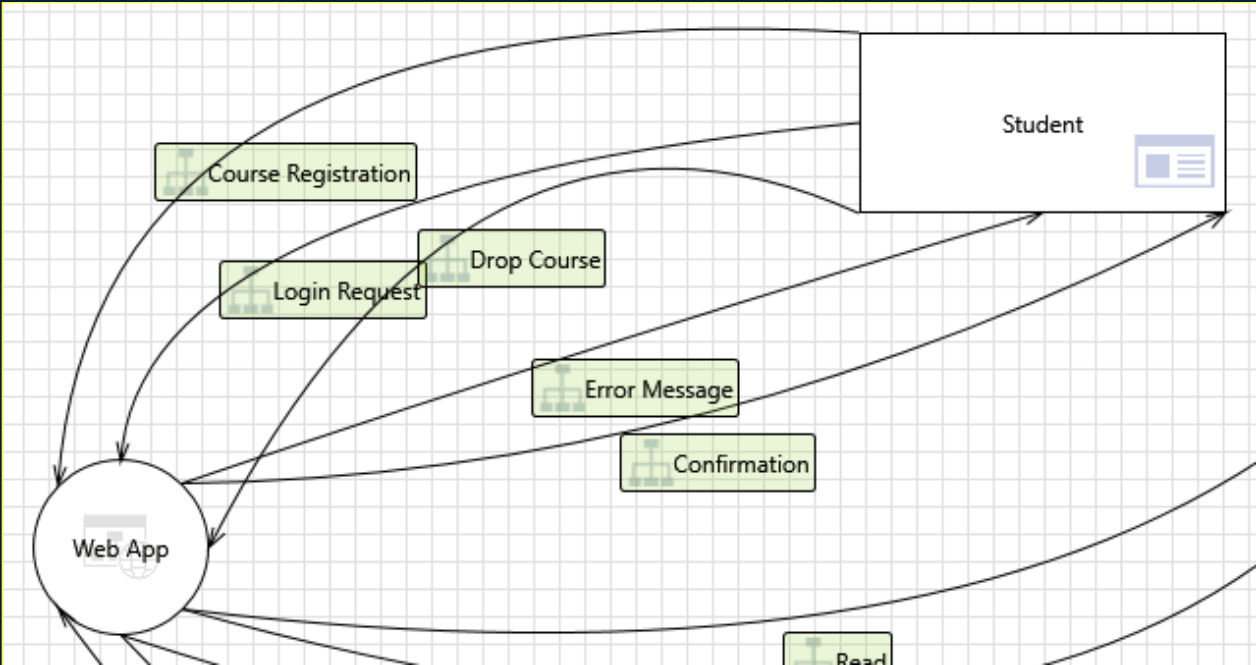 Student
Course Registration
Drop Course
Login Request
Error Message
Confirmation
Web App
Read